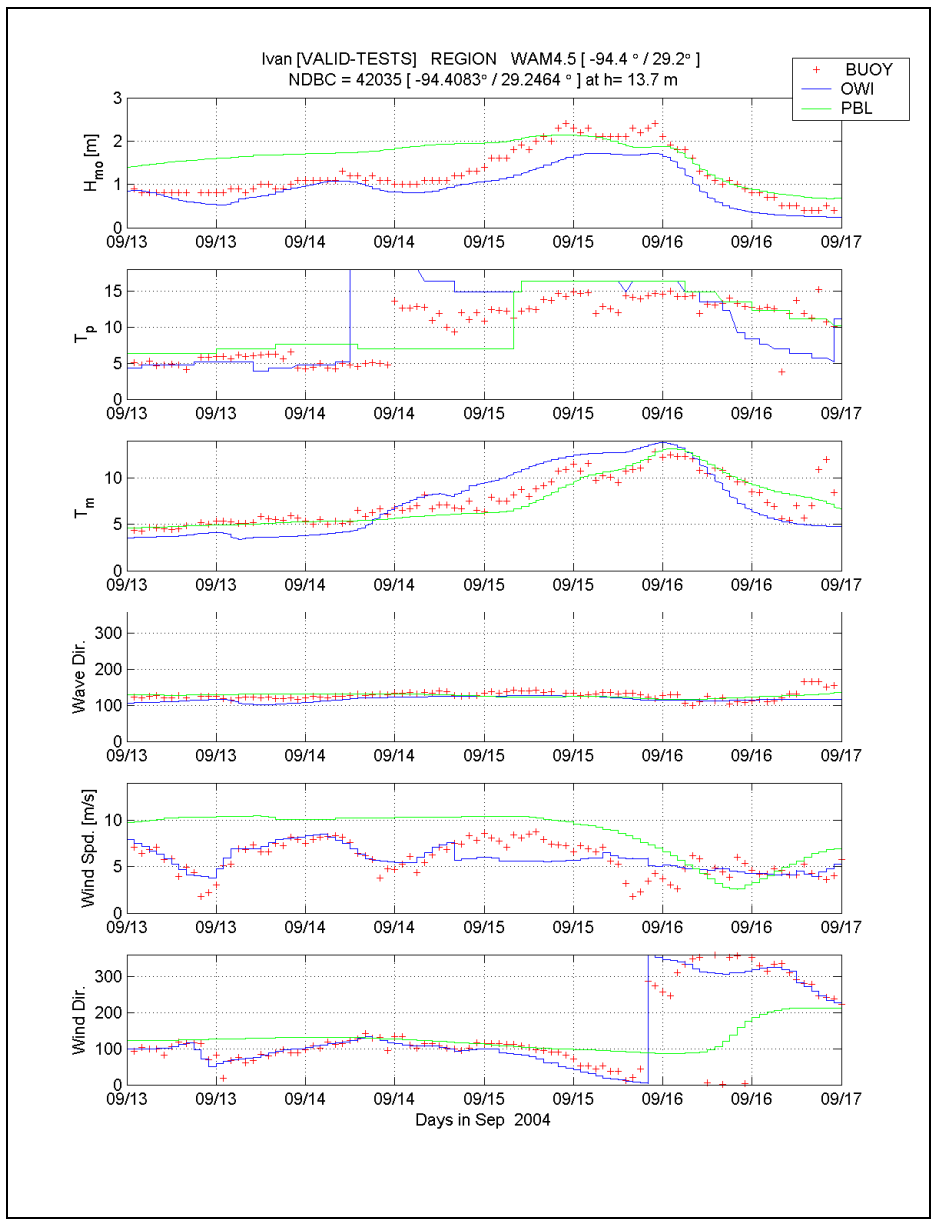 Ivan [VALID-TESTS] REGION WAM4.5 [ -94.4 ° / 29.2° ]
NDBC = 42035 [ -94.4083° / 29.2464 ° ] at h= 13.7 m
BUOY
OWI
PBL
Hmo [m]
3
2
1
0
09/13 09/13 09/14 09/14 09/15 09/15 09/16 09/16 09/17
Tp
15
10
5
0
09/13 09/13 09/14 09/14 09/15 09/15 09/16 09/16 09/17
Tm
10
5
0
09/13 09/13 09/14 09/14 09/15 09/15 09/16 09/16 09/17
Wave Dir.
300
200
100
0
09/13 09/13 09/14 09/14 09/15 09/15 09/16 09/16 09/17
Wind Spd. [m/s]
10
5
0
09/13 09/13 09/14 09/14 09/15 09/15 09/16 09/16 09/17
Wind Dir.
300
200
100
0
09/13 09/13 09/14 09/14 09/15 09/15 09/16 09/16 09/17
Days in Sep 2004